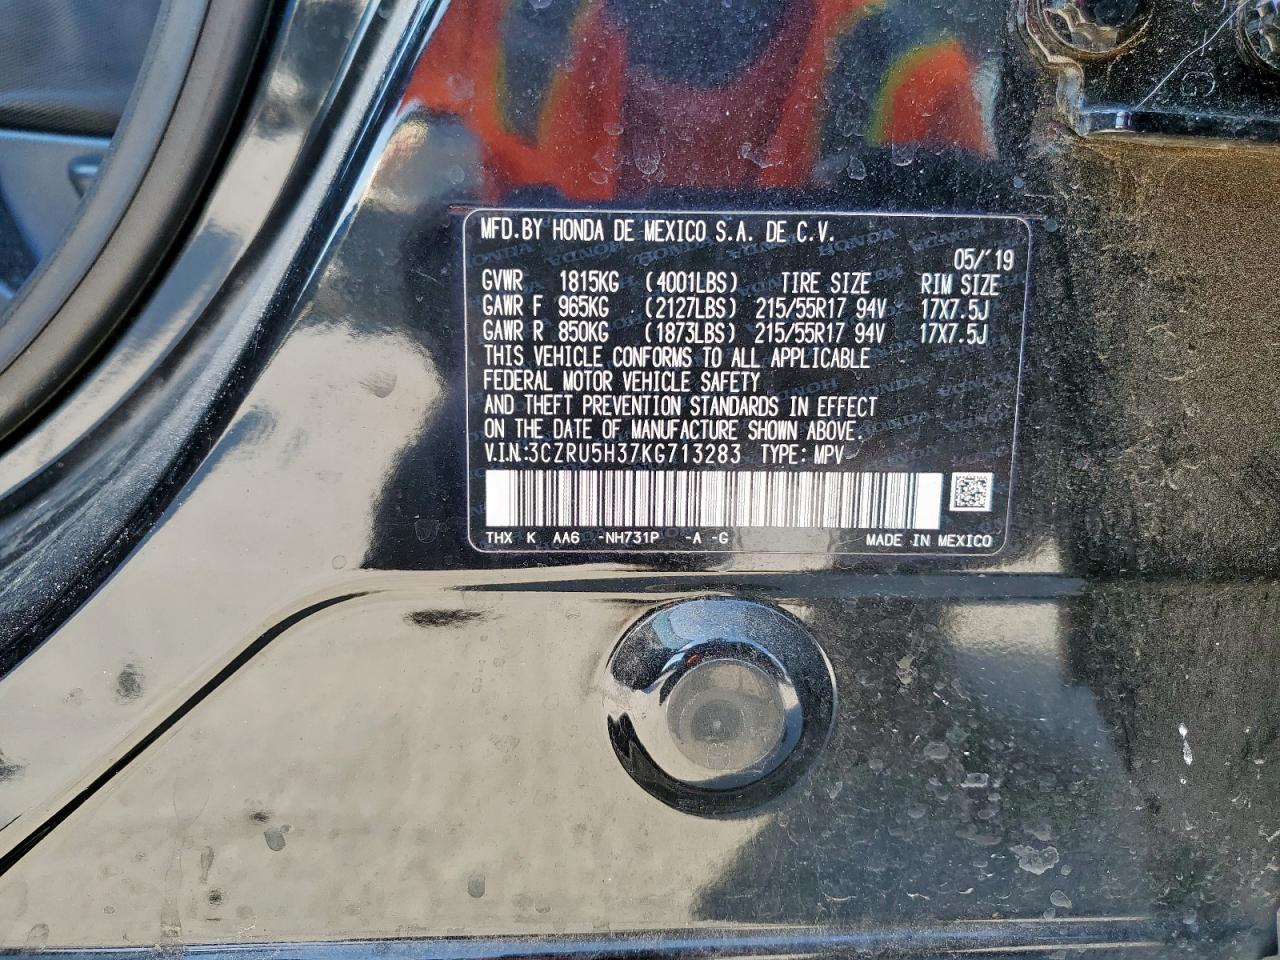 MFD.BY HONDA DE MEXICO S.A. DE C.V.
05/'19
GVWR 1815KG (4001LBS) TIRE SIZE RIM SIZE
GAWR F 965KG (2127LBS) 215/55R17 94V 17X7.5J
GAWR R 850KG (1873LBS) 215/55R17 94V 17X7.5J
THIS VEHICLE CONFORMS TO ALL APPLICABLE
FEDERAL MOTOR VEHICLE SAFETY
AND THEFT PREVENTION STANDARDS IN EFFECT
ON THE DATE OF MANUFACTURE SHOWN ABOVE.
V.I.N.:3CZRU5H37KG713283 TYPE: MPV
THX K AA6 -NH731P -A -G MADE IN MEXICO